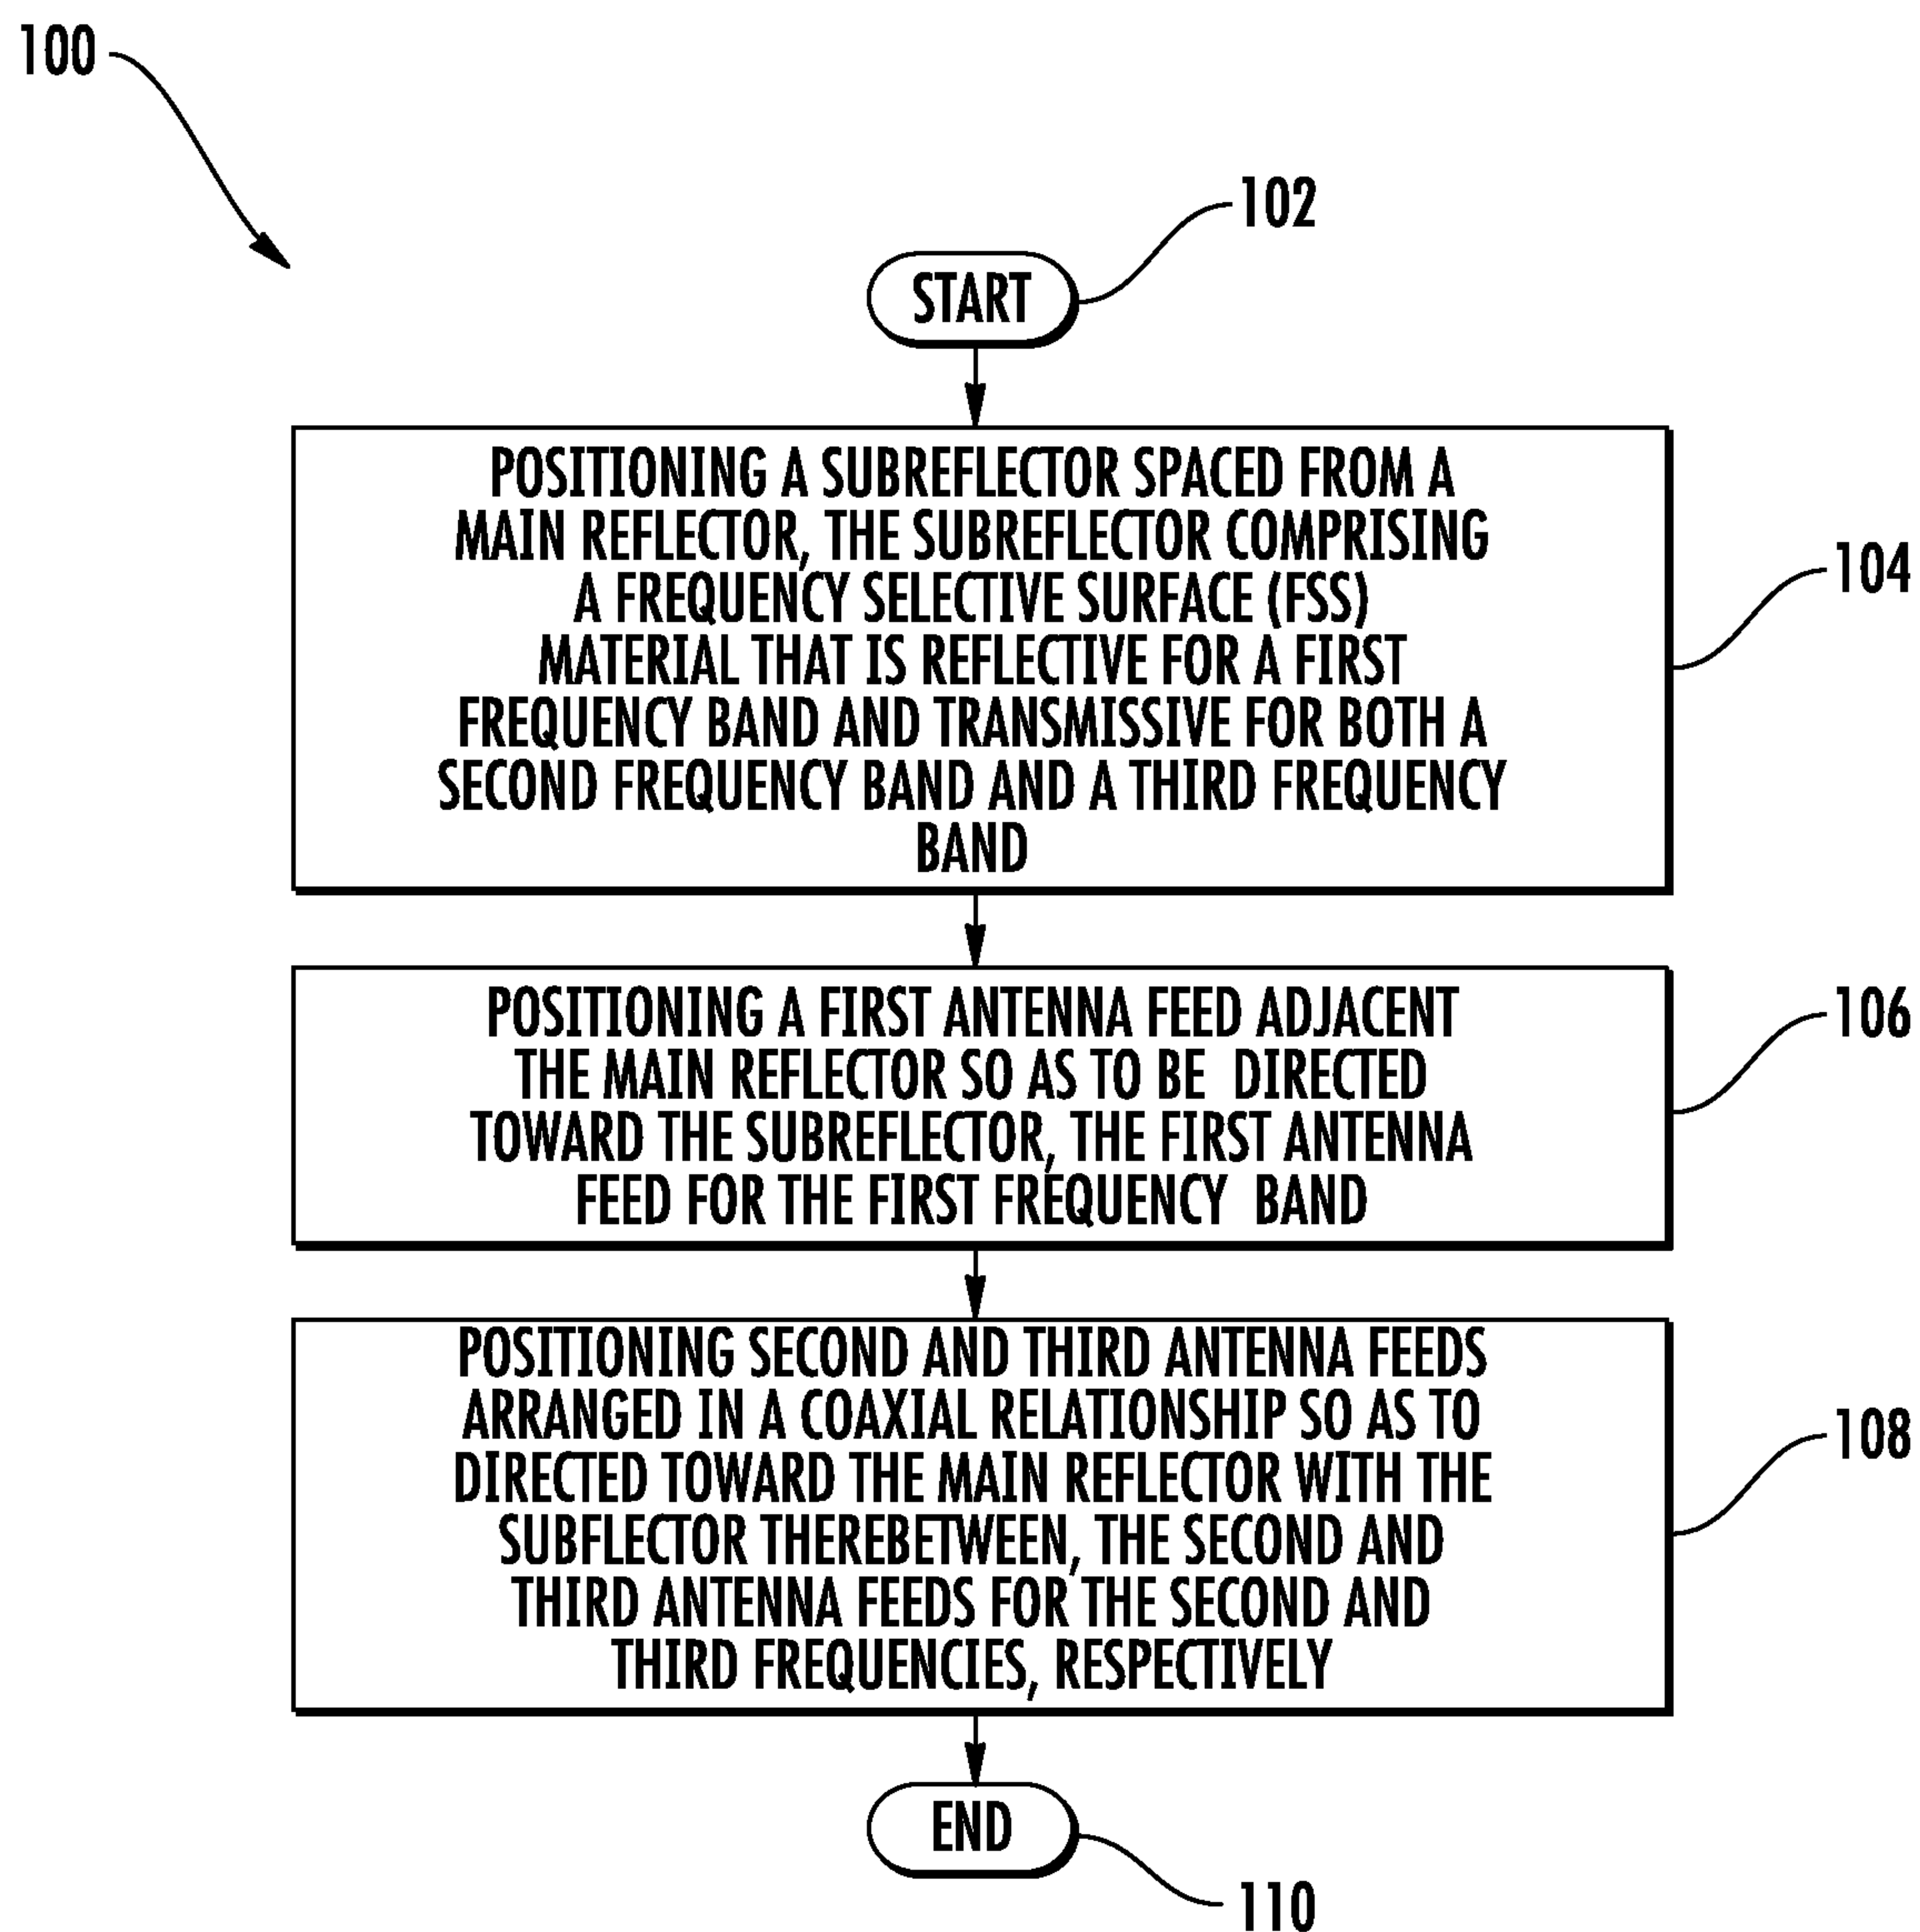 100
102
START
POSITIONING A SUBREFLECTOR SPACED FROM A
MAIN REFLECTOR, THE SUBREFLECTOR COMPRISING
A FREQUENCY SELECTIVE SURFACE (FSS)
MATERIAL THAT IS REFLECTIVE FOR A FIRST
FREQUENCY BAND AND TRANSMISSIVE FOR BOTH A
SECOND FREQUENCY BAND AND A THIRD FREQUENCY
BAND
104
POSITIONING A FIRST ANTENNA FEED ADJACENT
THE MAIN REFLECTOR SO AS TO BE DIRECTED
TOWARD THE SUBREFLECTOR, THE FIRST ANTENNA
FEED FOR THE FIRST FREQUENCY BAND
106
POSITIONING SECOND AND THIRD ANTENNA FEEDS
ARRANGED IN A COAXIAL RELATIONSHIP SO AS TO
DIRECTED TOWARD THE MAIN REFLECTOR WITH THE
SUBFLECTOR THEREBETWEEN, THE SECOND AND
THIRD ANTENNA FEEDS FOR THE SECOND AND
THIRD FREQUENCIES, RESPECTIVELY
108
END
110